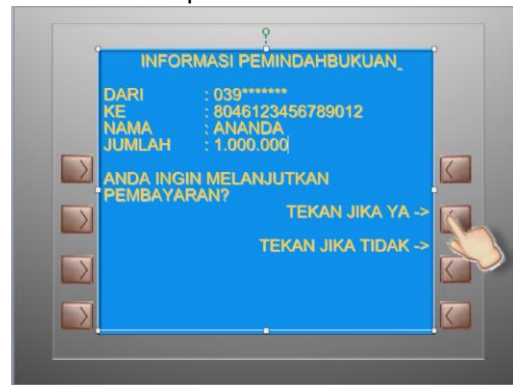 INFORMASI PEMINDAHBUKUAN_
DARI : 039*******
KE : 8046123456789012
NAMA : ANANDA
JUMLAH : 1.000.000
ANDA INGIN MELANJUTKAN
PEMBAYARAN?
TEKAN JIKA YA ->
TEKAN JIKA TIDAK ->